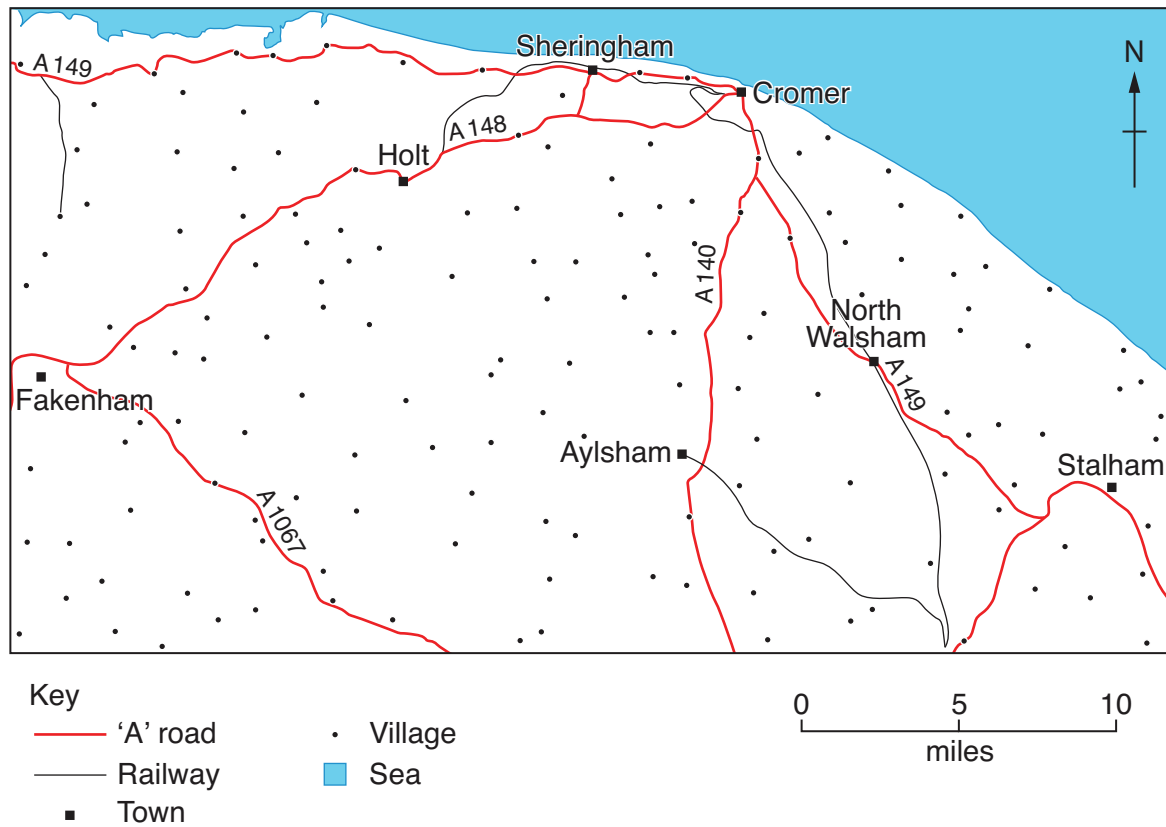 Sheringham
N
A 149
Cromer
A 148
Holt
A 140
North
Walsham
A 149
Fakenham
Aylsham
Stalham
A 1067
Key
'A' road
Railway
Town
Village
Sea
0 5 10
miles